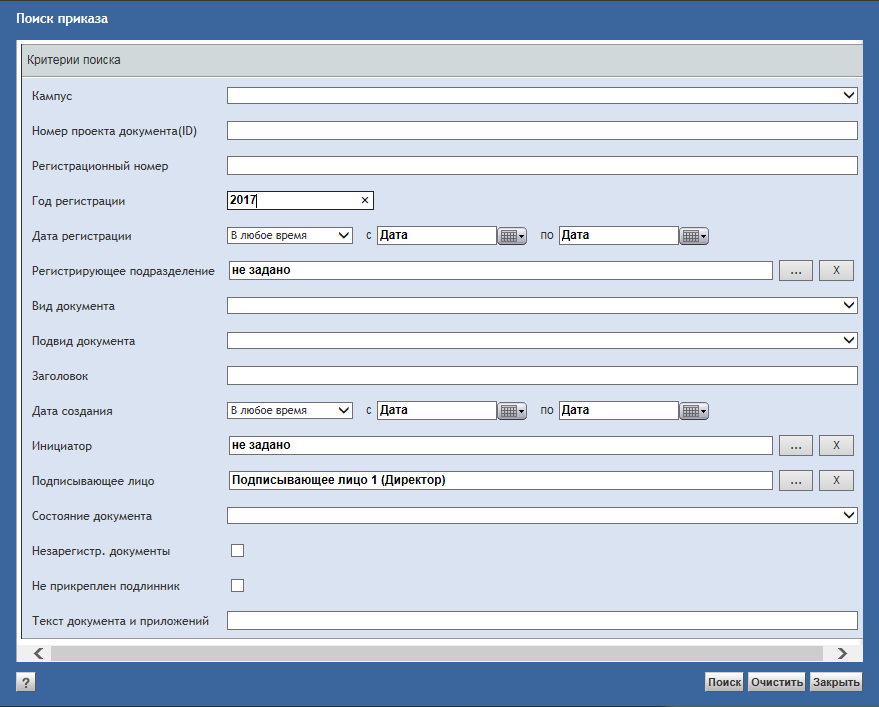 Поиск приказа
Критерии поиска
Кампус
Номер проекта документа(ID)
Регистрационный номер
Год регистрации 2017 ×
Дата регистрации В любое время с Дата по Дата
Регистрирующее подразделение не задано ... X
Вид документа
Подвид документа
Заголовок
Дата создания В любое время с Дата по Дата
Инициатор не задано ... X
Подписывающее лицо Подписывающее лицо 1 (Директор) ... X
Состояние документа
Незарегистр. документы
Не прикреплен подлинник
Текст документа и приложений
? Поиск Очистить Закрыть